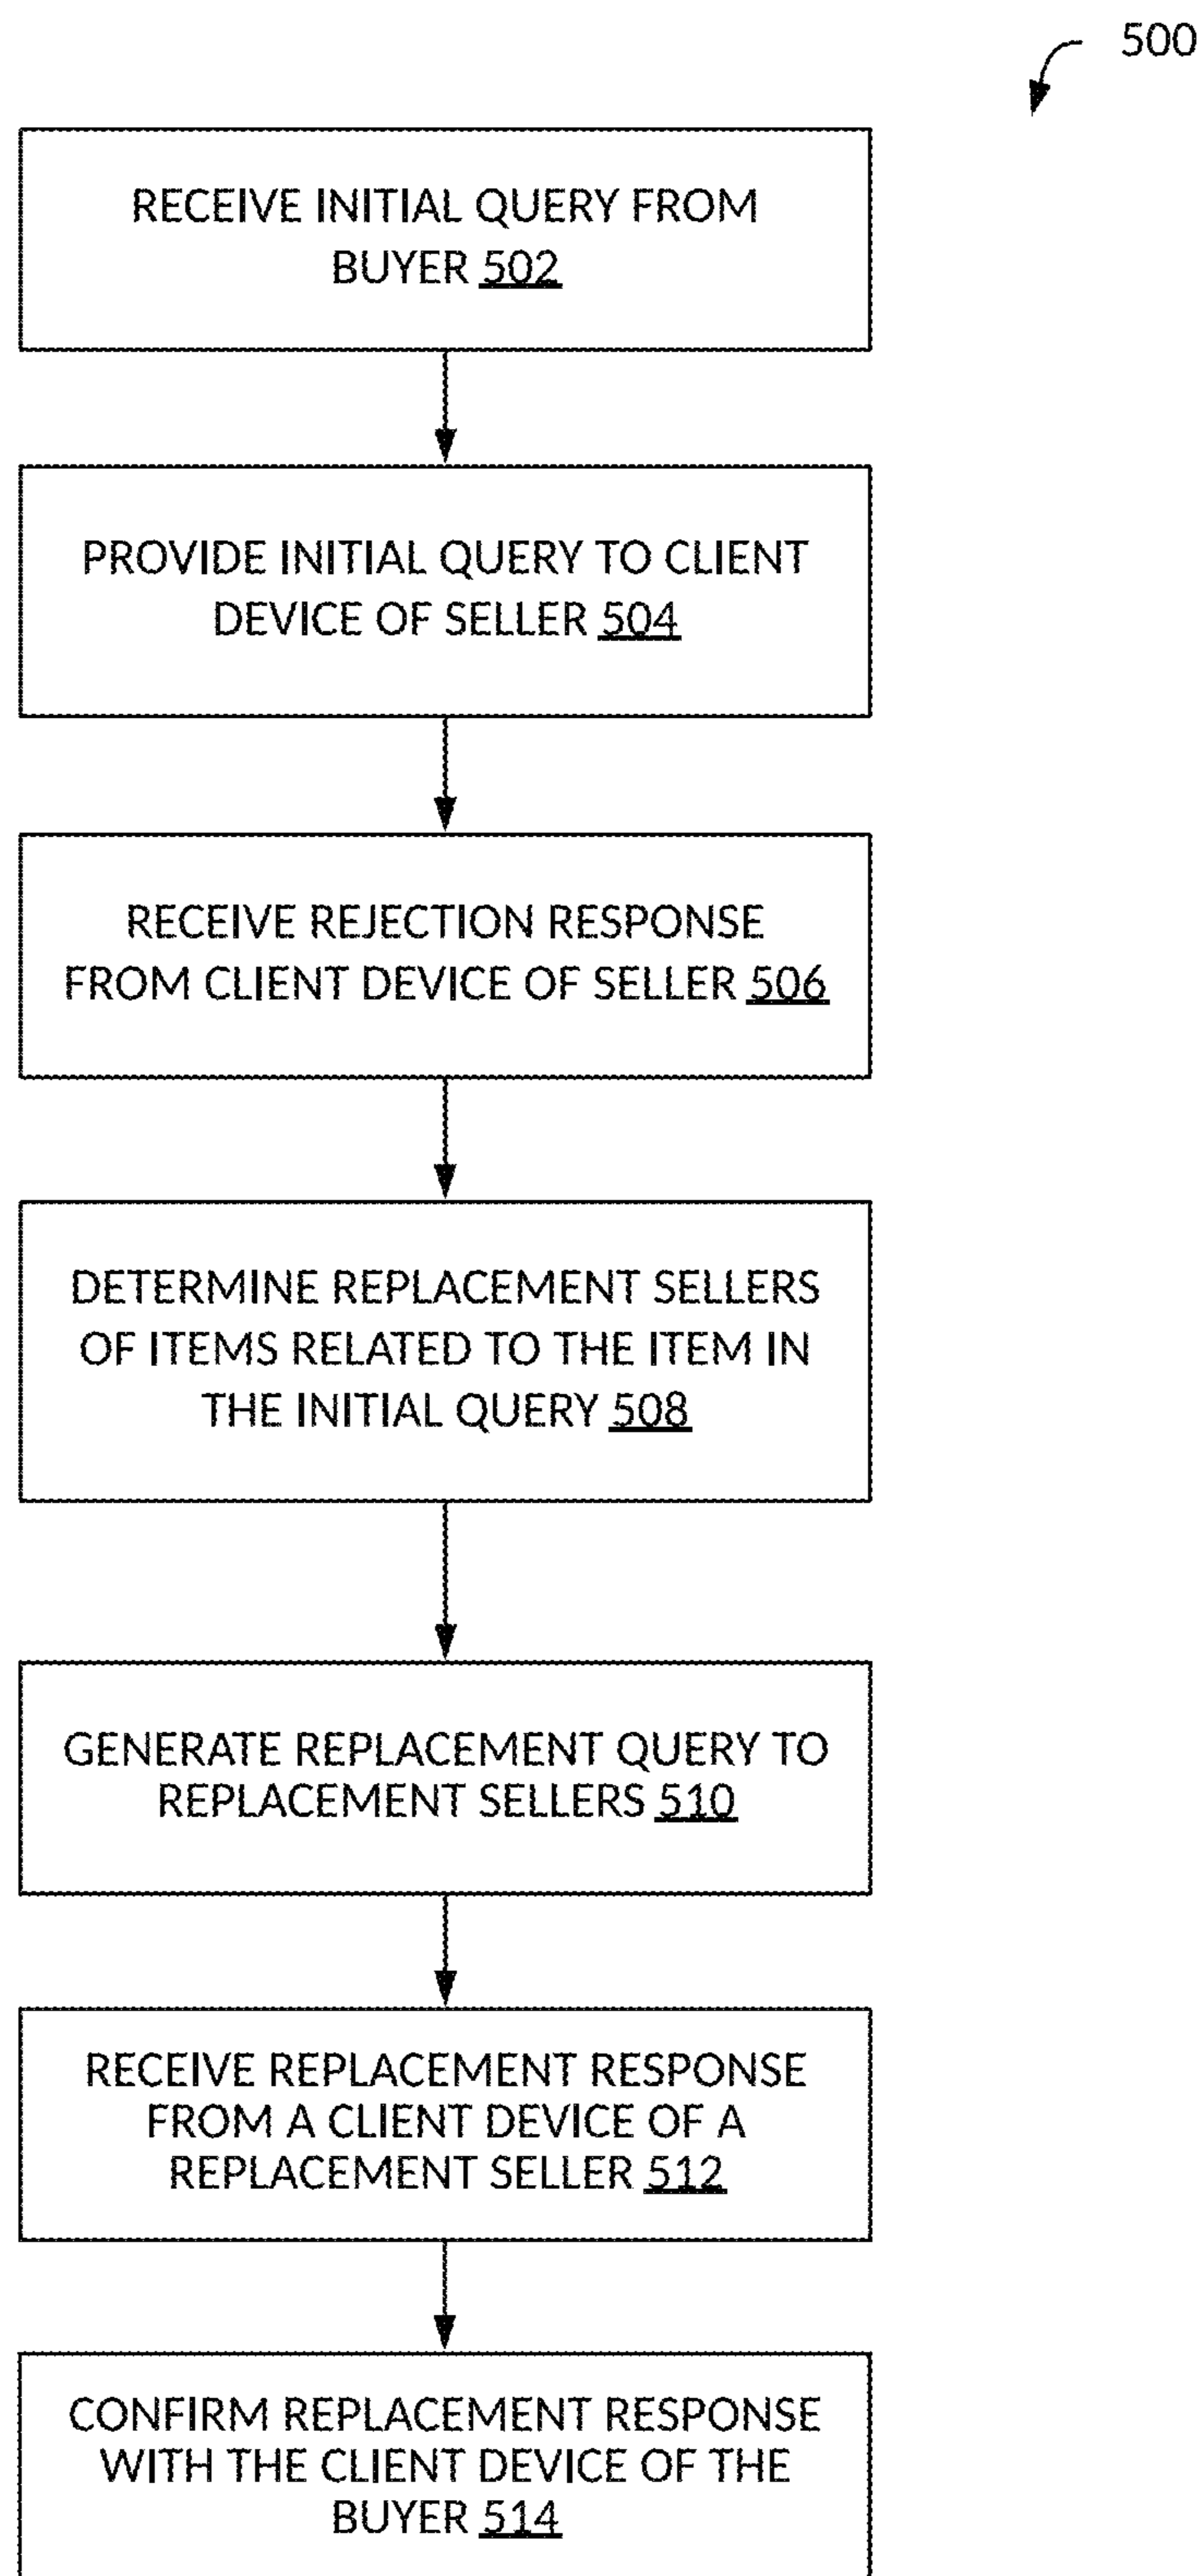 500
RECEIVE INITIAL QUERY FROM
BUYER 502
PROVIDE INITIAL QUERY TO CLIENT
DEVICE OF SELLER 504
RECEIVE REJECTION RESPONSE
FROM CLIENT DEVICE OF SELLER 506
DETERMINE REPLACEMENT SELLERS
OF ITEMS RELATED TO THE ITEM IN
THE INITIAL QUERY 508
GENERATE REPLACEMENT QUERY TO
REPLACEMENT SELLERS 510
RECEIVE REPLACEMENT RESPONSE
FROM A CLIENT DEVICE OF A
REPLACEMENT SELLER 512
CONFIRM REPLACEMENT RESPONSE
WITH THE CLIENT DEVICE OF THE
BUYER 514